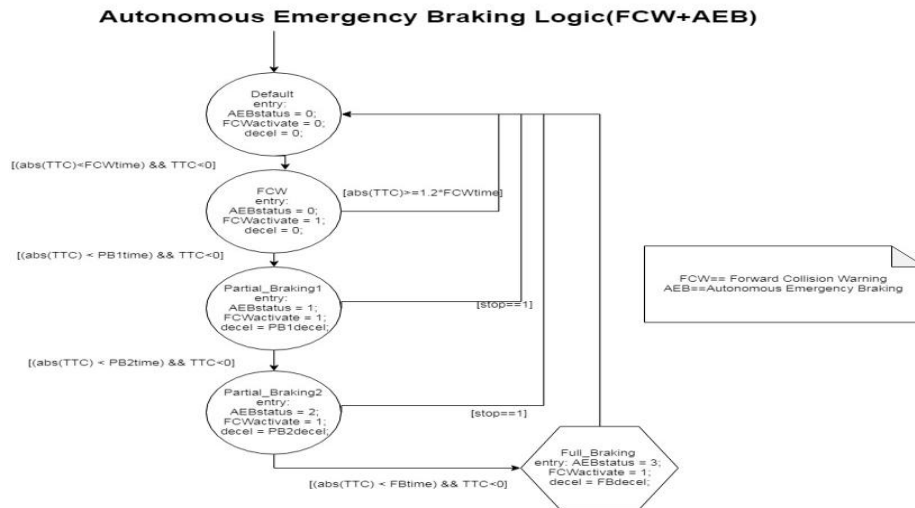 Autonomous Emergency Braking Logic(FCW+AEB)
Default
entry:
AEBstatus = 0;
FCWactivate = 0;
decel = 0;
[(abs(TTC)<FCWtime) && TTC<0]
FCW
entry:
AEBstatus = 0;
FCWactivate = 1;
decel = 0;
[abs(TTC)>=1.2*FCWtime]
[(abs(TTC) < PB1time) && TTC<0]
Partial_Braking1
entry:
AEBstatus = 1;
FCWactivate = 1;
decel = PB1decel;
[stop==1]
[(abs(TTC) < PB2time) && TTC<0]
Partial_Braking2
entry:
AEBstatus = 2;
FCWactivate = 1;
decel = PB2decel;
[stop==1]
[(abs(TTC) < FBtime) && TTC<0]
Full_Braking
entry: AEBstatus = 3;
FCWactivate = 1;
decel = FBdecel;
FCW== Forward Collision Warning
AEB==Autonomous Emergency Braking